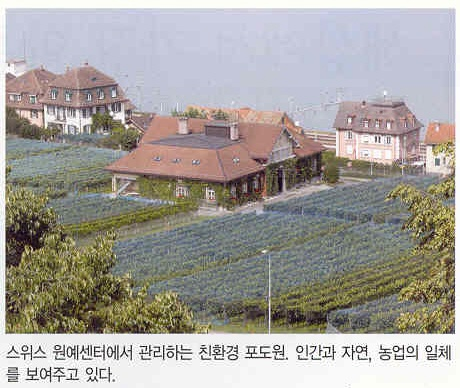 스위스 원예센터에서 관리하는 친환경 포도원. 인간과 자연, 농업의 일체
를 보여주고 있다.